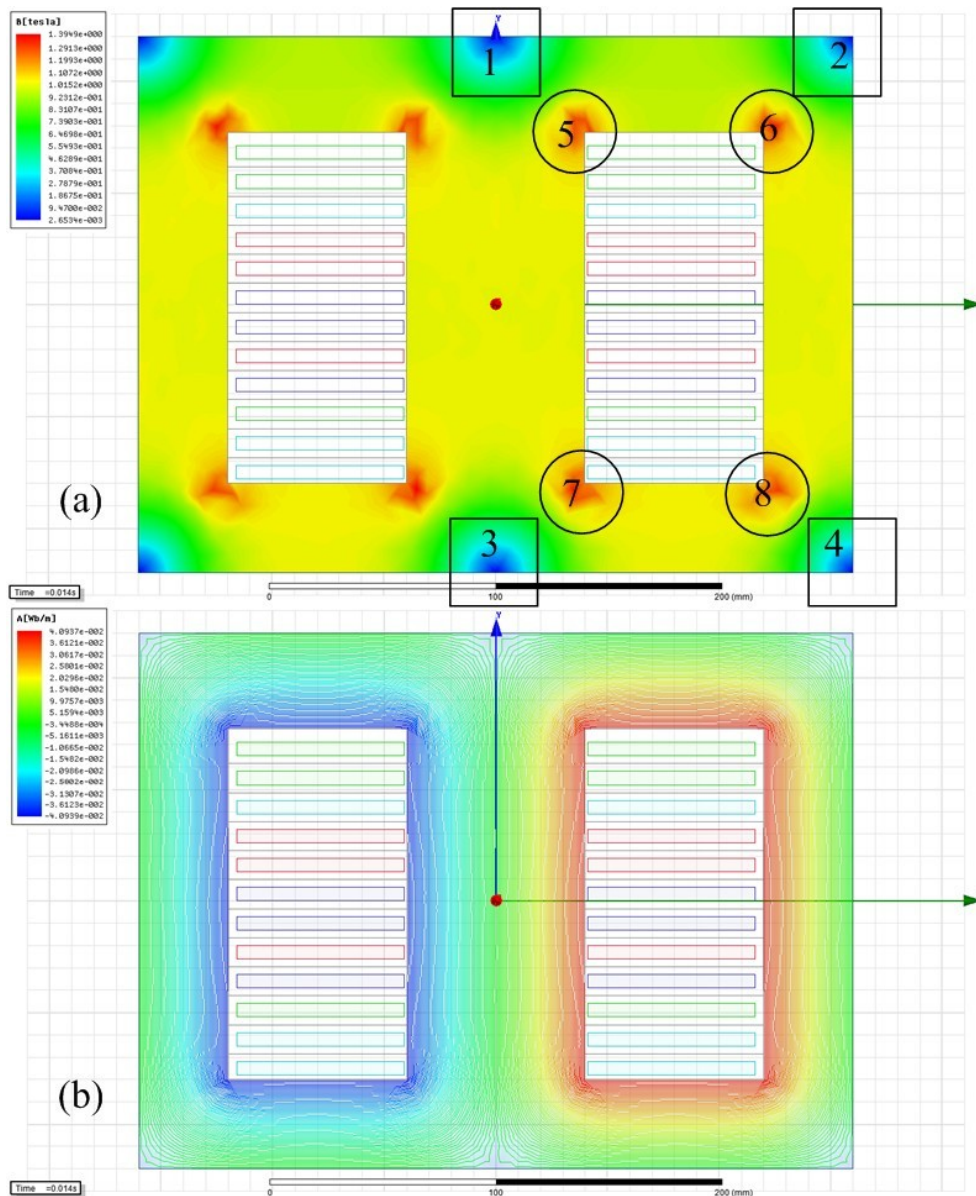 B[tesla]
1.3949e+000
1.2913e+000
1.1993e+000
1.1072e+000
1.0152e+000
9.2312e-001
8.3107e-001
7.3903e-001
6.4698e-001
5.5493e-001
4.6289e-001
3.7084e-001
2.7879e-001
1.8675e-001
9.4700e-002
2.6534e-003
Y
1
2
5
6
7
8
(a)
3
4
Time =0.014s
0
100
200 (mm)
A[Wb/m]
4.0937e-002
3.6121e-002
3.0617e-002
2.5801e-002
2.0296e-002
1.5480e-002
9.9757e-003
5.1594e-003
-3.4488e-004
-5.1611e-003
-1.0665e-002
-1.5482e-002
-2.0986e-002
-2.5802e-002
-3.1307e-002
-3.6123e-002
-4.0939e-002
Y
(b)
Time =0.014s
0
100
200 (mm)